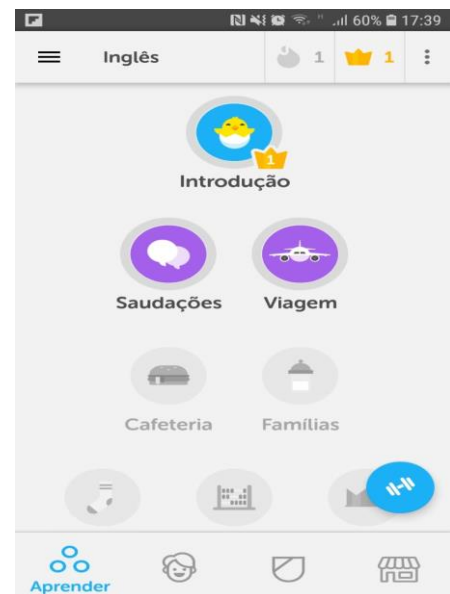 60% 17:39
Inglês 1 1
1
Introdução
Saudações Viagem
Cafeteria Famílias
Aprender